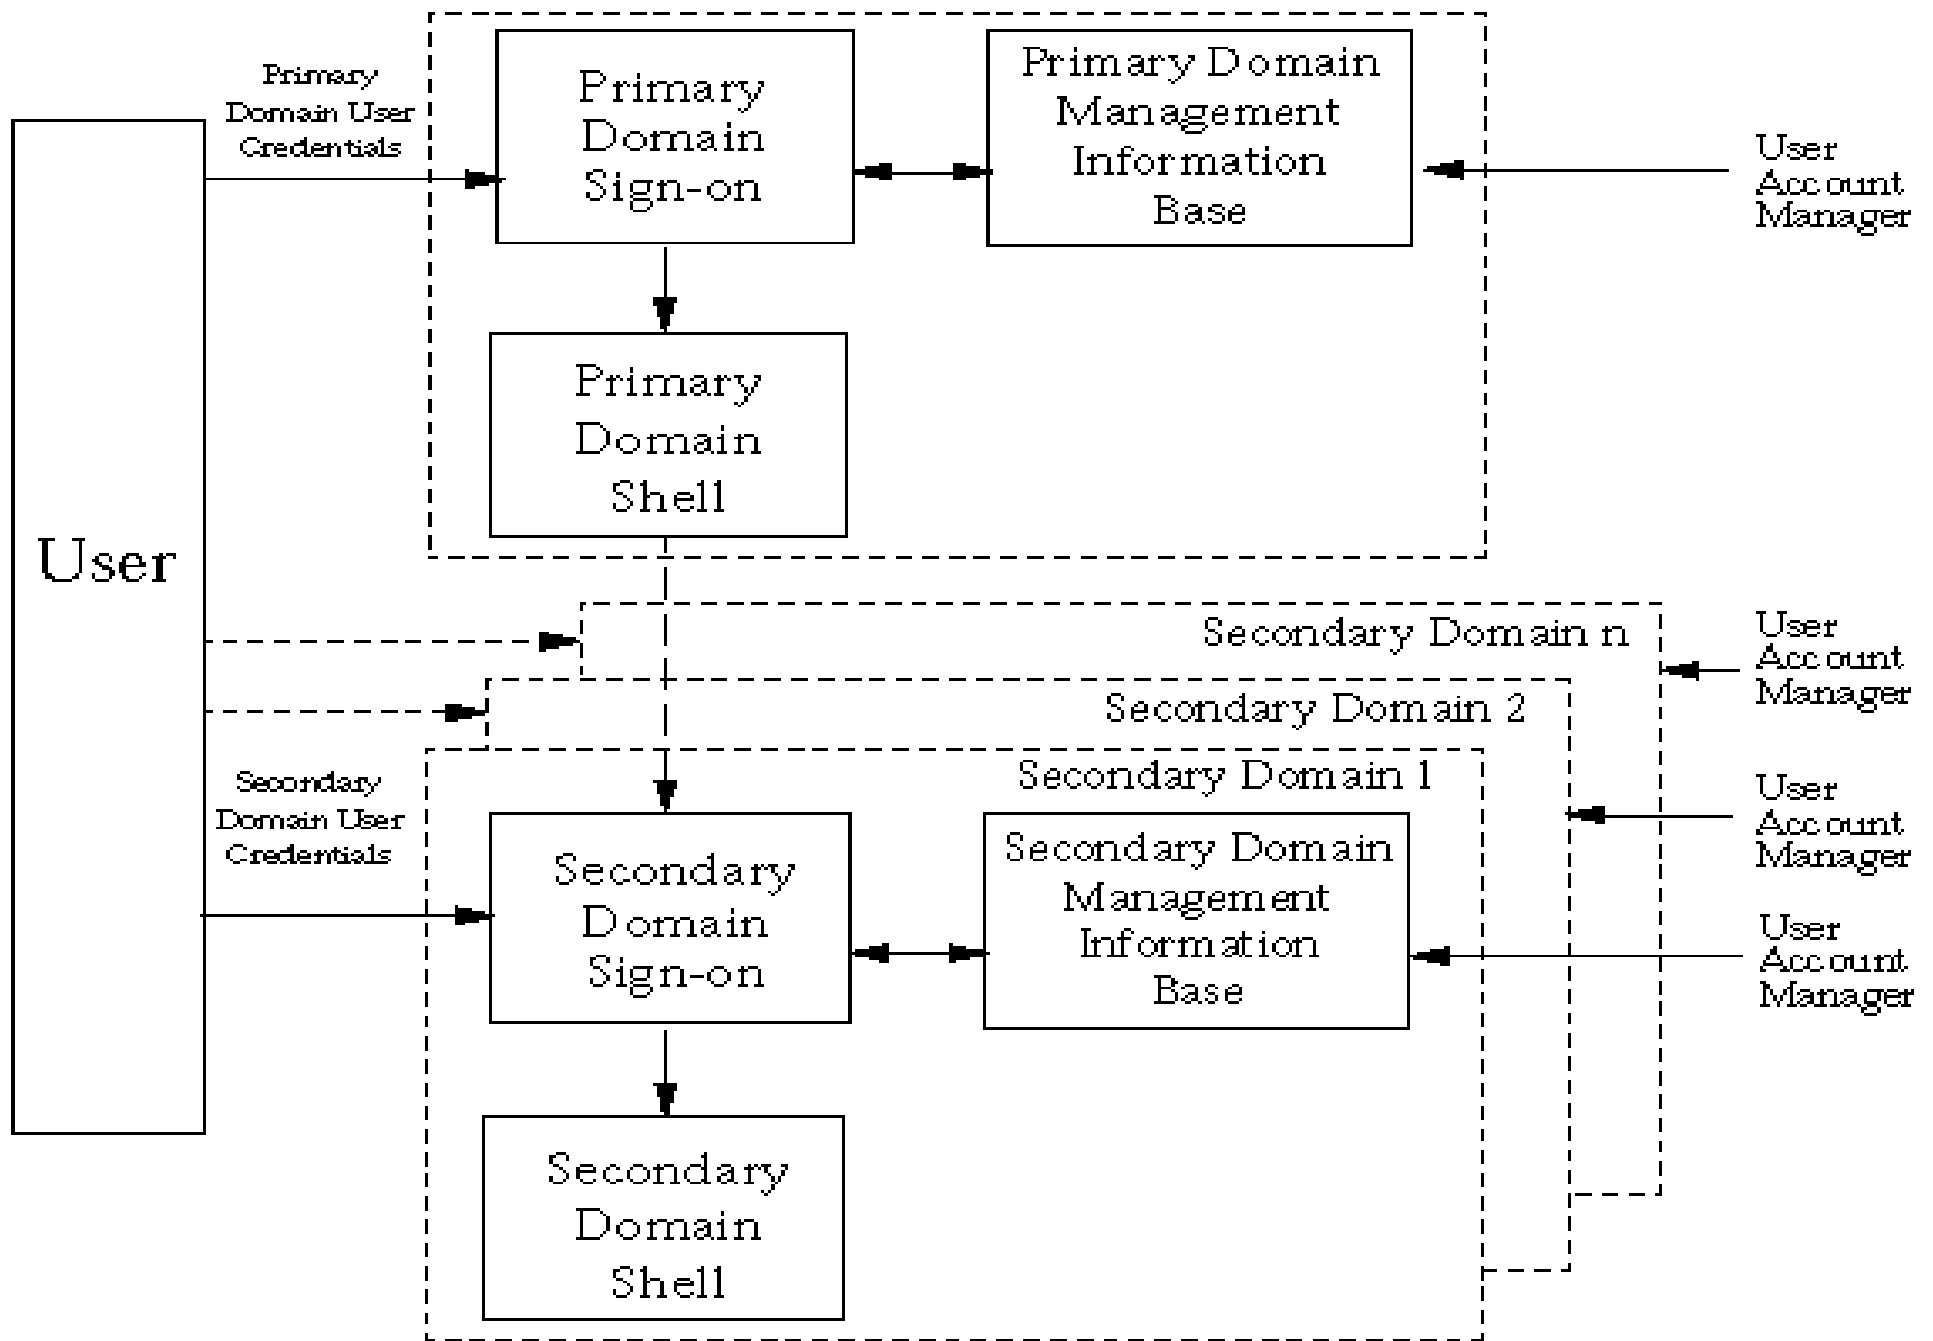 Primary
Domain User
Credentials
Primary
Domain
Sign-on
Primary Domain
Management
Information
Base
User
Account
Manager
Primary
Domain
Shell
User
Secondary Domain n
User
Account
Manager
Secondary Domain 2
Secondary Domain 1
User
Account
Manager
Secondary
Domain User
Credentials
Secondary
Domain
Sign-on
Secondary Domain
Management
Information
Base
User
Account
Manager
Secondary
Domain
Shell